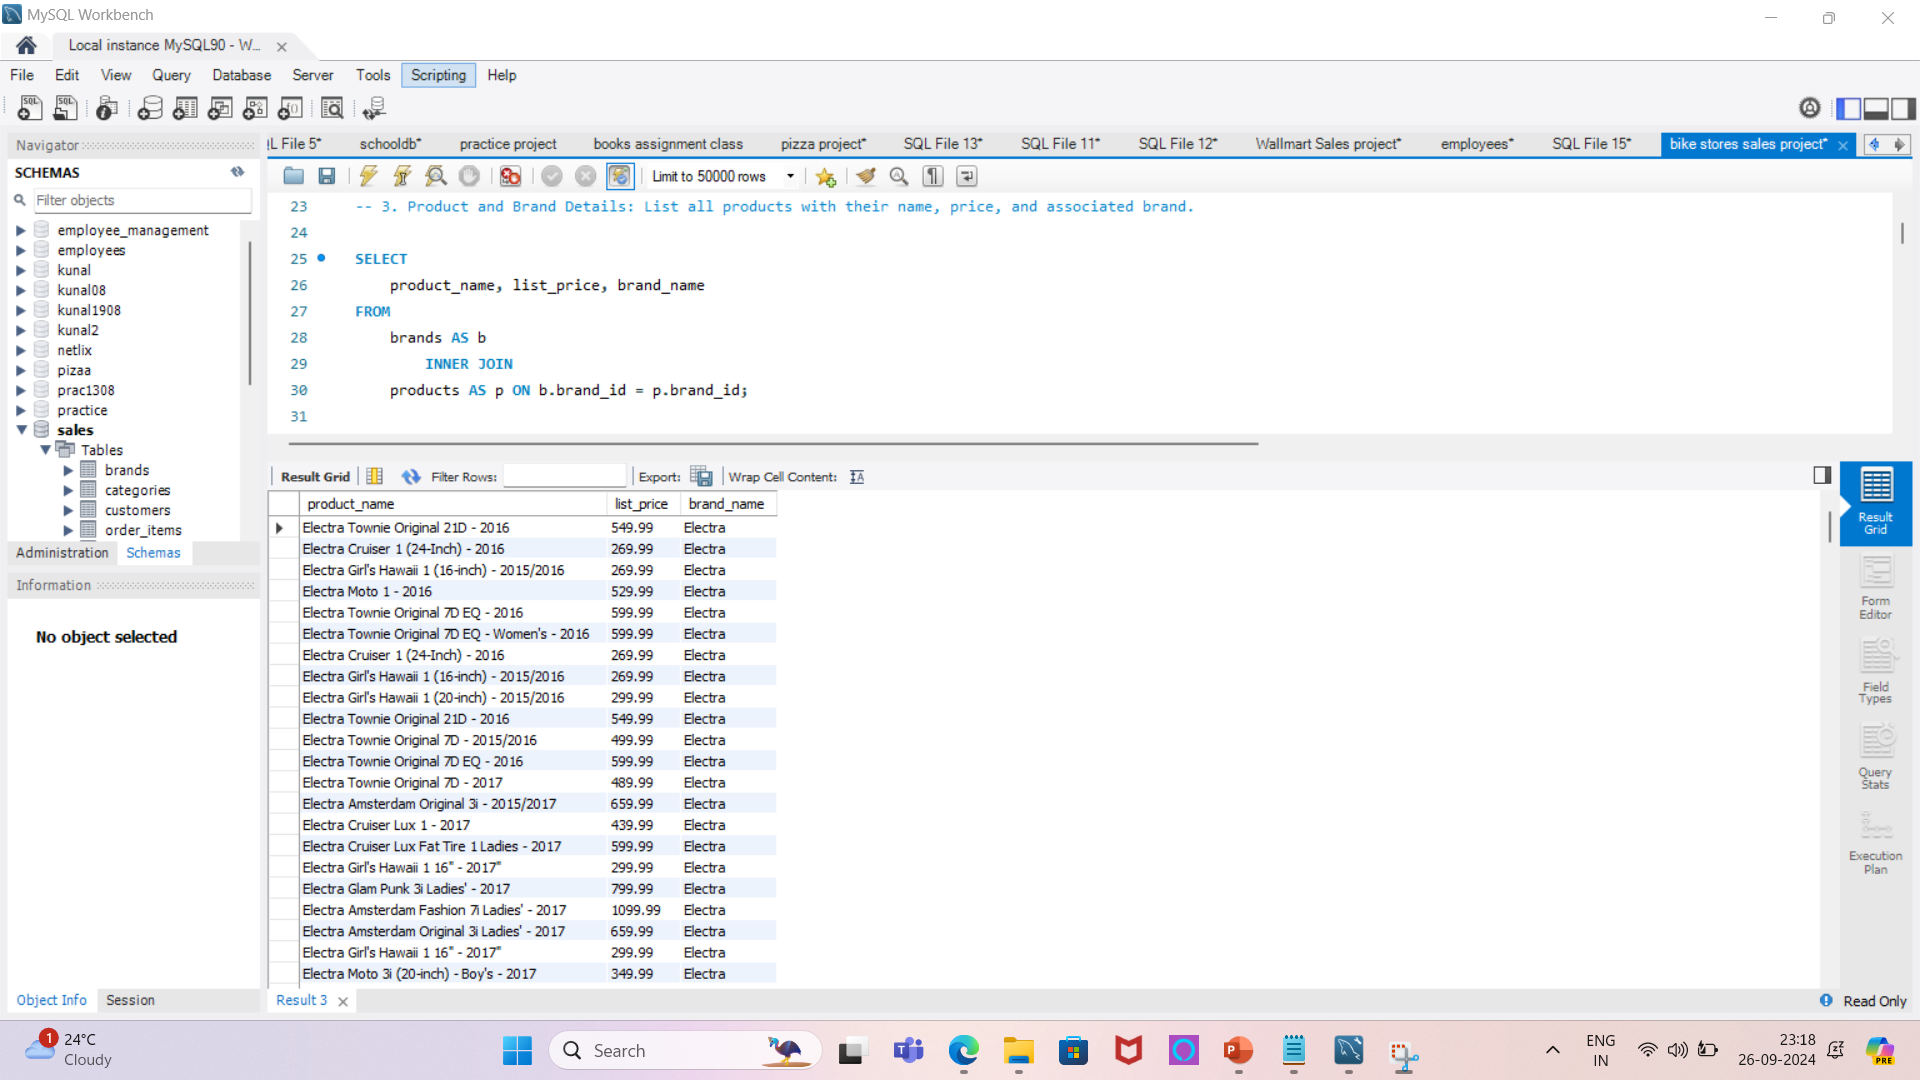 MySQL Workbench
Local instance MySQL90 - W...
File Edit View Query Database Server Tools Scripting Help
Navigator
SCHEMAS
Filter objects
employee_management
employees
kunal
kunal08
kunal1908
kunal2
netlix
pizaa
prac1308
practice
sales
Tables
brands
categories
customers
order_items
Administration Schemas
Information
No object selected
Object Info Session
L File 5* schooldb* practice project books assignment class pizza project* SQL File 13* SQL File 11* SQL File 12* Wallmart Sales project* employees* SQL File 15* bike stores sales project*
Limit to 50000 rows
23 -- 3. Product and Brand Details: List all products with their name, price, and associated brand.
24
25 SELECT
26 product_name, list_price, brand_name
27 FROM
28 brands AS b
29 INNER JOIN
30 products AS p ON b.brand_id = p.brand_id;
31
Result Grid Filter Rows: Export: Wrap Cell Content:
product_name list_price brand_name
Electra Townie Original 21D - 2016 549.99 Electra
Electra Cruiser 1 (24-Inch) - 2016 269.99 Electra
Electra Girl's Hawaii 1 (16-inch) - 2015/2016 269.99 Electra
Electra Moto 1 - 2016 529.99 Electra
Electra Townie Original 7D EQ - 2016 599.99 Electra
Electra Townie Original 7D EQ - Women's - 2016 599.99 Electra
Electra Cruiser 1 (24-Inch) - 2016 269.99 Electra
Electra Girl's Hawaii 1 (16-inch) - 2015/2016 269.99 Electra
Electra Girl's Hawaii 1 (20-inch) - 2015/2016 299.99 Electra
Electra Townie Original 21D - 2016 549.99 Electra
Electra Townie Original 7D - 2015/2016 499.99 Electra
Electra Townie Original 7D EQ - 2016 599.99 Electra
Electra Townie Original 7D - 2017 489.99 Electra
Electra Amsterdam Original 3i - 2015/2017 659.99 Electra
Electra Cruiser Lux 1 - 2017 439.99 Electra
Electra Cruiser Lux Fat Tire 1 Ladies - 2017 599.99 Electra
Electra Girl's Hawaii 1 16" - 2017" 299.99 Electra
Electra Glam Punk 3i Ladies' - 2017 799.99 Electra
Electra Amsterdam Fashion 7i Ladies' - 2017 1099.99 Electra
Electra Amsterdam Original 3i Ladies' - 2017 659.99 Electra
Electra Girl's Hawaii 1 16" - 2017" 299.99 Electra
Electra Moto 3i (20-inch) - Boy's - 2017 349.99 Electra
Result 3
Read Only
Result
Grid
Form
Editor
Field
Types
Query
Stats
Execution
Plan
1
24°C
Cloudy
Search
ENG
IN
23:18
26-09-2024
PRE